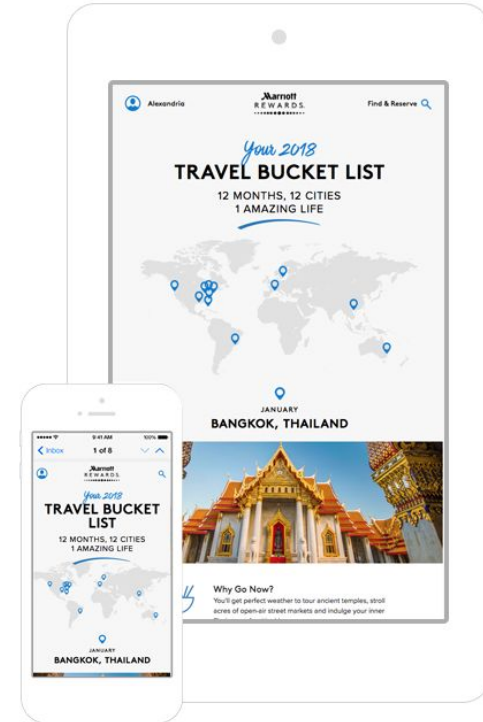 Alexandria
Marriott
REWARDS.
Find & Reserve
Your 2018
TRAVEL BUCKET LIST
12 MONTHS, 12 CITIES
1 AMAZING LIFE
JANUARY
BANGKOK, THAILAND
Why Go Now?
You'll get perfect weather to tour ancient temples, stroll
acres of open-air street markets and indulge your inner
9:41 AM
100%
Inbox
1 of 8
Marriott
REWARDS.
Your 2018
TRAVEL BUCKET
LIST
12 MONTHS, 12 CITIES
1 AMAZING LIFE
JANUARY
BANGKOK, THAILAND